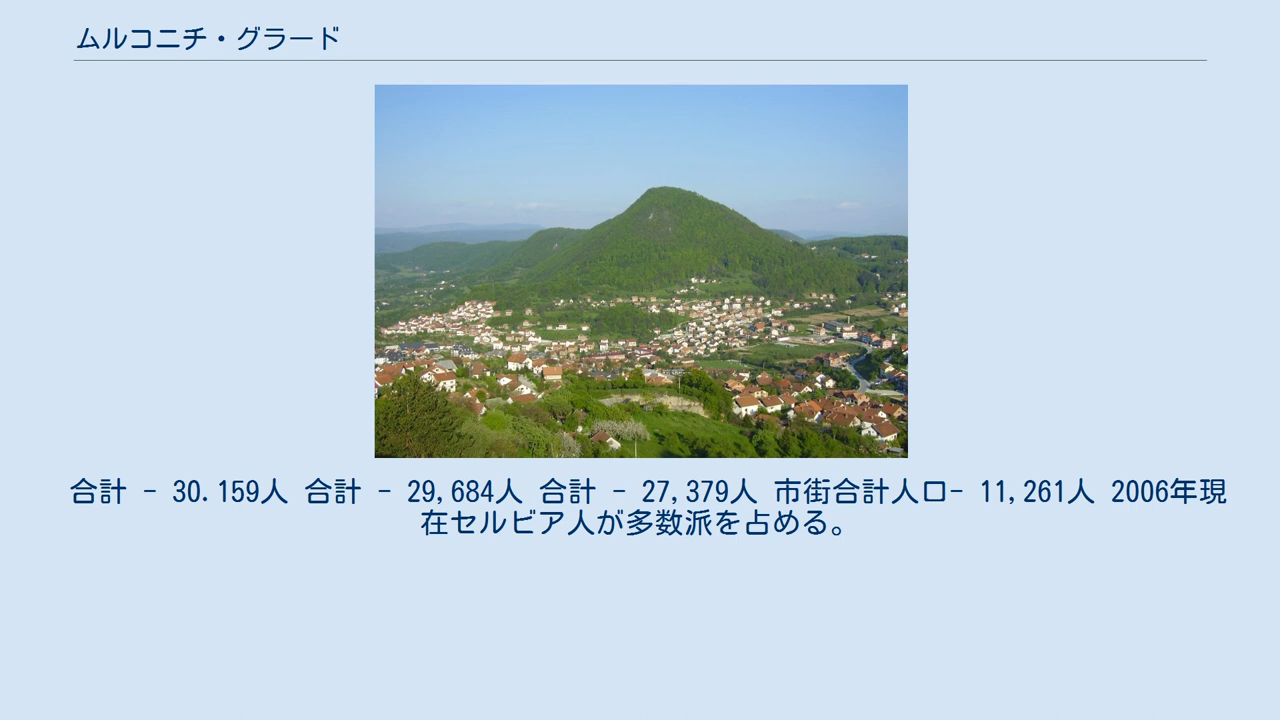 ムルコニチ・グラード
合計 - 30.159人 合計 - 29,684人 合計 - 27,379人 市街合計人口- 11,261人 2006年現
在セルビア人が多数派を占める。